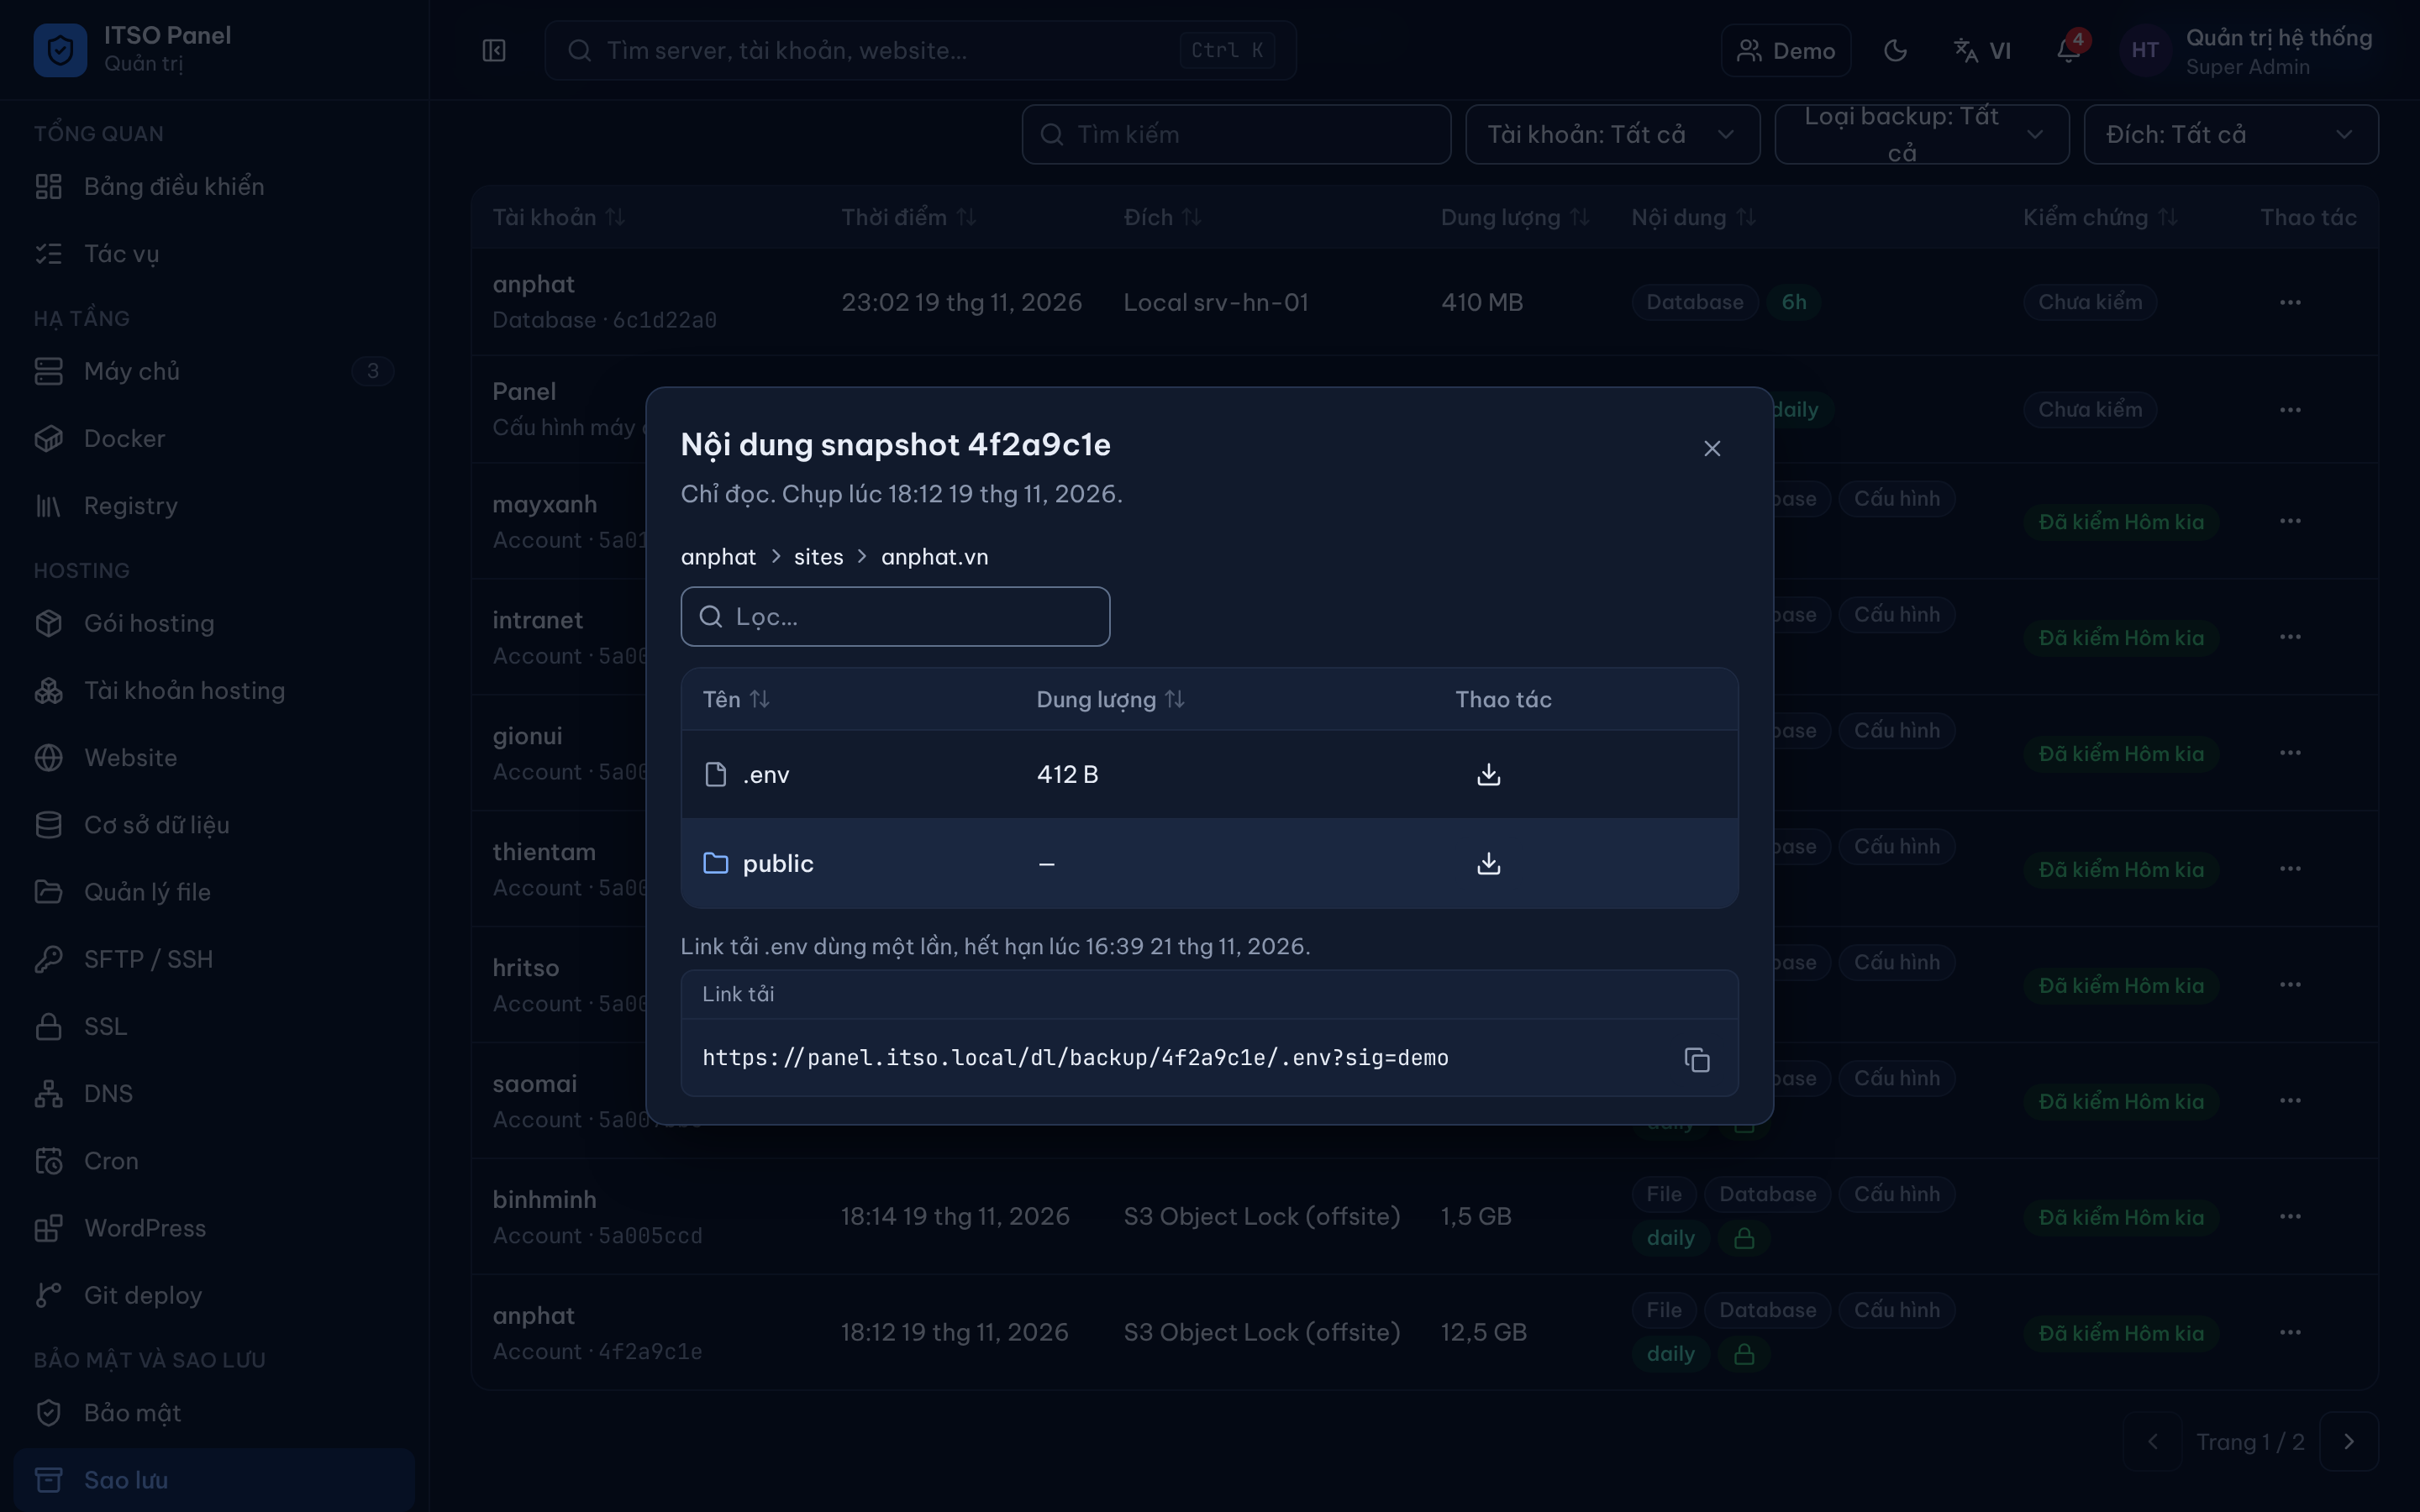 ITSO Panel
Quản trị
Tìm server, tài khoản, website...
Ctrl K
Demo
VI
4
HT
Quản trị hệ thống
Super Admin
TỔNG QUAN
Bảng điều khiển
Tác vụ
HẠ TẦNG
Máy chủ
3
Docker
Registry
HOSTING
Gói hosting
Tài khoản hosting
Website
Cơ sở dữ liệu
Quản lý file
SFTP / SSH
SSL
DNS
Cron
WordPress
Git deploy
BẢO MẬT VÀ SAO LƯU
Bảo mật
Sao lưu
Tìm kiếm
Tài khoản: Tất cả
Loại backup: Tất
cả
Đích: Tất cả
Tài khoản Thời điểm Đích Dung lượng Nội dung Kiểm chứng Thao tác
anphat
Database · 6c1d22a0
23:02 19 thg 11, 2026
Local srv-hn-01
410 MB
Database 6h
Chưa kiểm
Panel
Cấu hình máy
daily
Chưa kiểm
mayxanh
Account · 5a01
Cấu hình
Đã kiểm Hôm kia
intranet
Account · 5a00
Cấu hình
Đã kiểm Hôm kia
gionui
Account · 5a00
Cấu hình
Đã kiểm Hôm kia
thientam
Account · 5a00
Cấu hình
Đã kiểm Hôm kia
hritso
Account · 5a00
Cấu hình
Đã kiểm Hôm kia
saomai
Account
Cấu hình
daily
Đã kiểm Hôm kia
binhminh
Account · 5a005ccd
18:14 19 thg 11, 2026
S3 Object Lock (offsite)
1,5 GB
File Database Cấu hình
daily
Đã kiểm Hôm kia
anphat
Account · 4f2a9c1e
18:12 19 thg 11, 2026
S3 Object Lock (offsite)
12,5 GB
File Database Cấu hình
daily
Đã kiểm Hôm kia
Trang 1 / 2
Nội dung snapshot 4f2a9c1e
Chỉ đọc. Chụp lúc 18:12 19 thg 11, 2026.
anphat > sites > anphat.vn
Lọc...
Tên Dung lượng Thao tác
.env 412 B
public —
Link tải .env dùng một lần, hết hạn lúc 16:39 21 thg 11, 2026.
Link tải
https://panel.itso.local/dl/backup/4f2a9c1e/.env?sig=demo